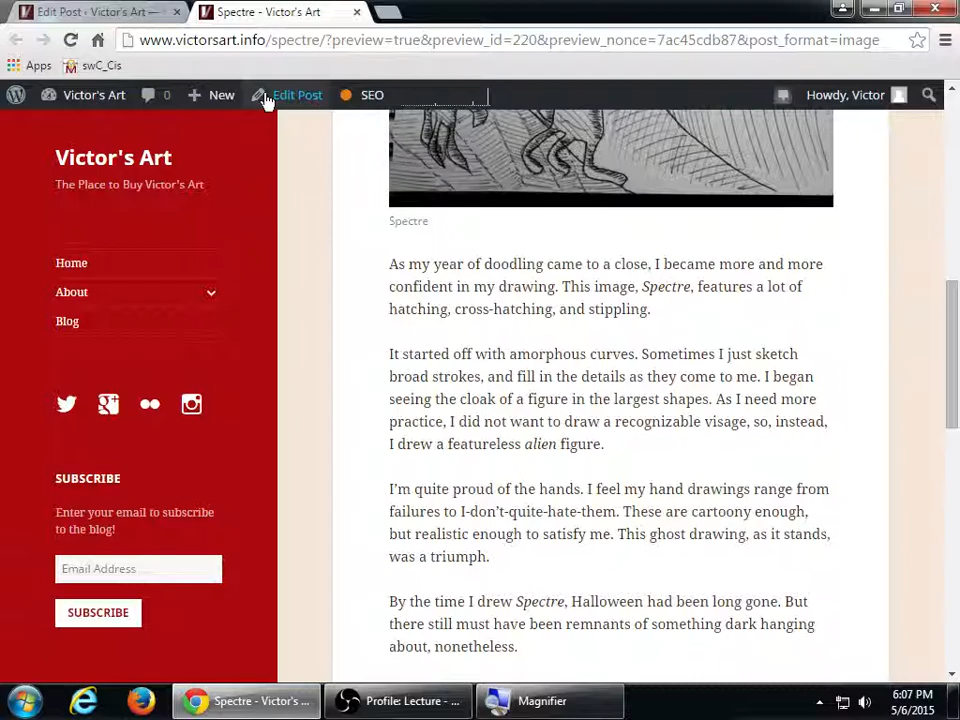 Edit Post ‹ Victor's Art —
Spectre - Victor's Art
www.victorsart.info/spectre/?preview=true&preview_id=220&preview_nonce=7ac45cdb87&post_format=image
Apps swC_Cis
Victor's Art 0 New Edit Post SEO Howdy, Victor
Victor's Art
The Place to Buy Victor's Art
Home
About
Blog
SUBSCRIBE
Enter your email to subscribe
to the blog!
Email Address
SUBSCRIBE
Spectre
As my year of doodling came to a close, I became more and more
confident in my drawing. This image, Spectre, features a lot of
hatching, cross-hatching, and stippling.
It started off with amorphous curves. Sometimes I just sketch
broad strokes, and fill in the details as they come to me. I began
seeing the cloak of a figure in the largest shapes. As I need more
practice, I did not want to draw a recognizable visage, so, instead,
I drew a featureless alien figure.
I'm quite proud of the hands. I feel my hand drawings range from
failures to I-don't-quite-hate-them. These are cartoony enough,
but realistic enough to satisfy me. This ghost drawing, as it stands,
was a triumph.
By the time I drew Spectre, Halloween had been long gone. But
there still must have been remnants of something dark hanging
about, nonetheless.
Spectre - Victor's ...
Profile: Lecture - ...
Magnifier
6:07 PM
5/6/2015